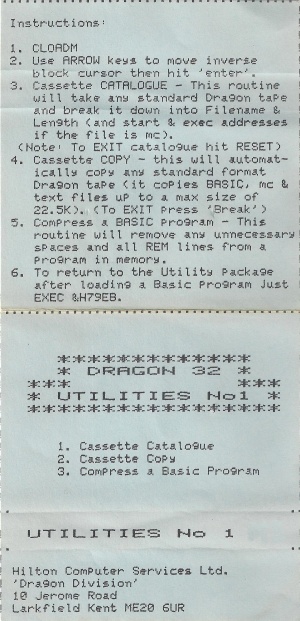 Instructions:
1. CLOADM
2. Use ARROW keys to move inverse
block cursor then hit 'enter'.
3. Cassette CATALOGUE - This routine
will take any standard Dragon tape
and break it down into Filename &
Length (and start & exec addresses
if the file is mc).
(Note: To EXIT catalogue hit RESET)
4. Cassette COPY - this will automat-
ically copy any standard format
Dragon tape (it copies BASIC, mc &
text files up to a max size of
22.5K). (To EXIT press 'Break')
5. Compress a BASIC Program - This
routine will remove any unnecessary
spaces and all REM lines from a
Program in memory.
6. To return to the Utility Package
after loading a Basic Program Just
EXEC &H79EB.
*************
* DRAGON 32 *
*** ***
* UTILITIES No1 *
*****************
1. Cassette Catalogue
2. Cassette Copy
3. Compress a Basic Program
UTILITIES No 1
Hilton Computer Services Ltd.
'Dragon Division'
10 Jerome Road
Larkfield Kent ME20 6UR